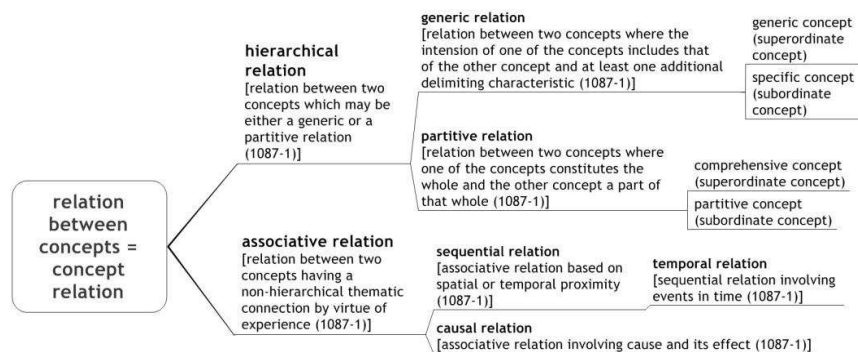 relation
between
concepts =
concept
relation
hierarchical
relation
[relation between two
concepts which may be
either a generic or a
partitive relation
(1087-1)]
generic relation
[relation between two concepts where the
intension of one of the concepts includes that
of the other concept and at least one additional
delimiting characteristic (1087-1)]
generic concept
(superordinate
concept)
specific concept
(subordinate
concept)
partitive relation
[relation between two concepts where
one of the concepts constitutes the
whole and the other concept a part of
that whole (1087-1)]
comprehensive concept
(superordinate concept)
partitive concept
(subordinate concept)
associative relation
[relation between two
concepts having a
non-hierarchical thematic
connection by virtue of
experience (1087-1)]
sequential relation
[associative relation based on
spatial or temporal proximity
(1087-1)]
temporal relation
[sequential relation involving
events in time (1087-1)]
causal relation
[associative relation involving cause and its effect (1087-1)]